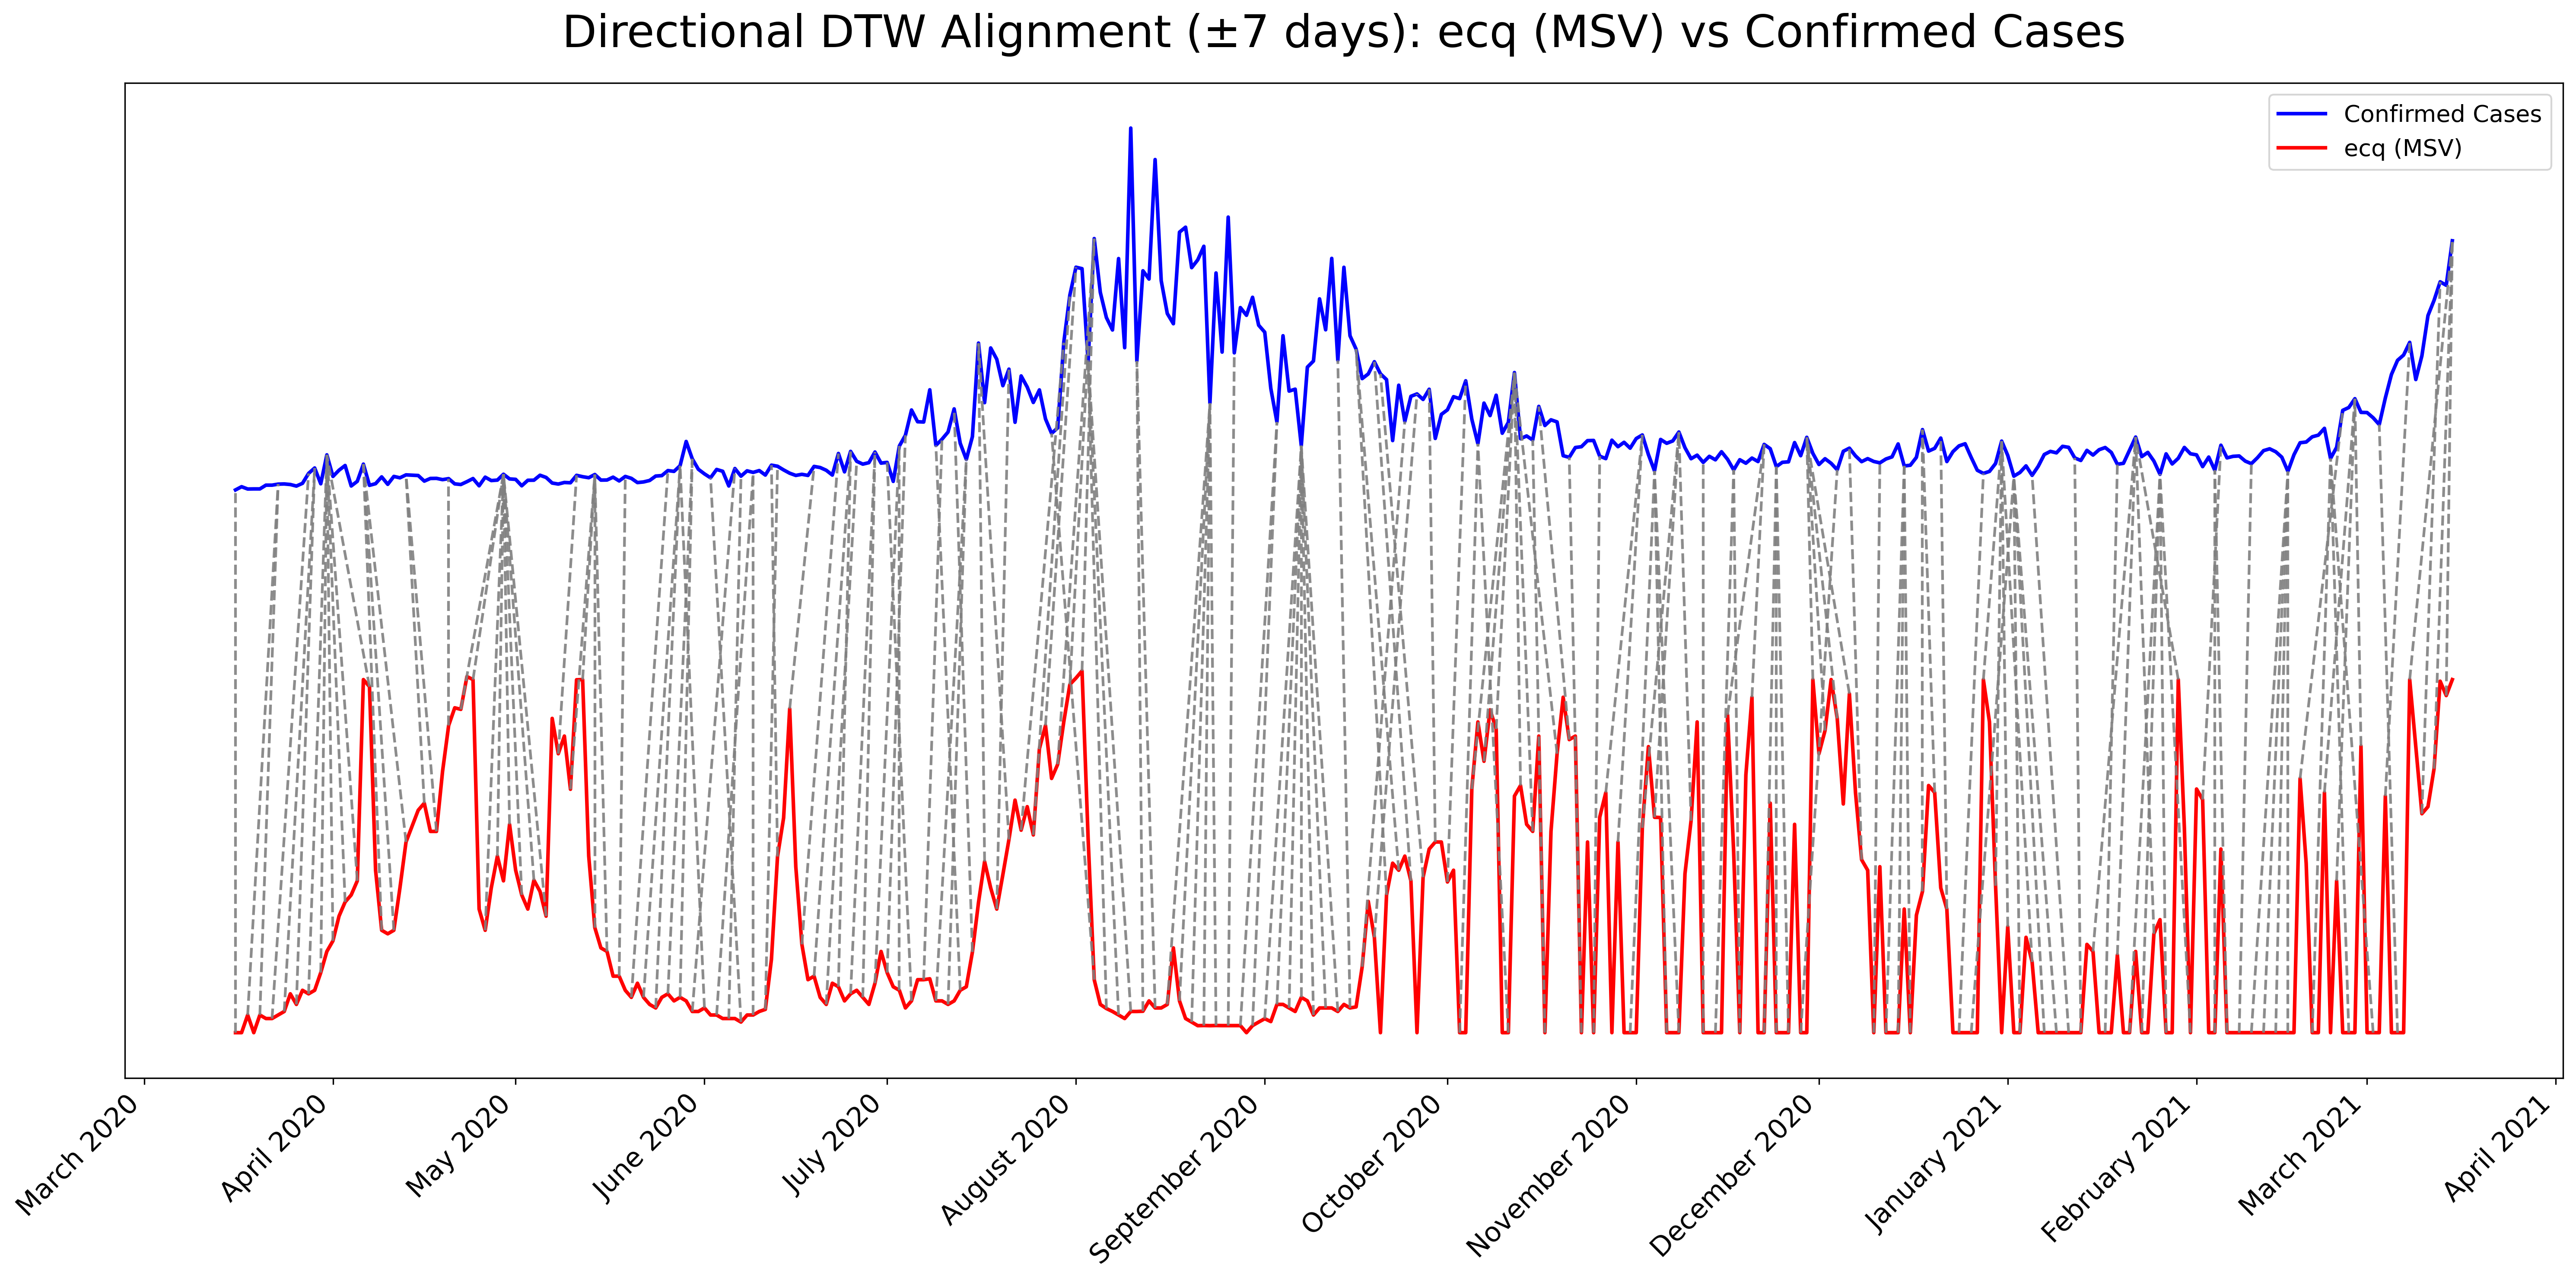 Directional DTW Alignment (±7 days): ecq (MSV) vs Confirmed Cases
Confirmed Cases
ecq (MSV)
March 2020
April 2020
May 2020
June 2020
July 2020
August 2020
September 2020
October 2020
November 2020
December 2020
January 2021
February 2021
March 2021
April 2021